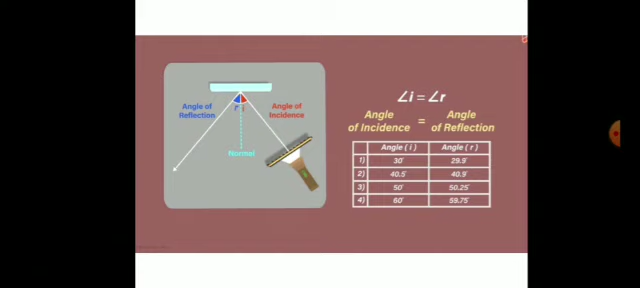 ∠i = ∠r
Angle of Reflection
r i
Angle of Incidence
Normal
Angle of Incidence = Angle of Reflection
Angle ( i ) Angle ( r )
1) 30° 29.9°
2) 40.5° 40.9°
3) 50° 50.25°
4) 60° 59.75°